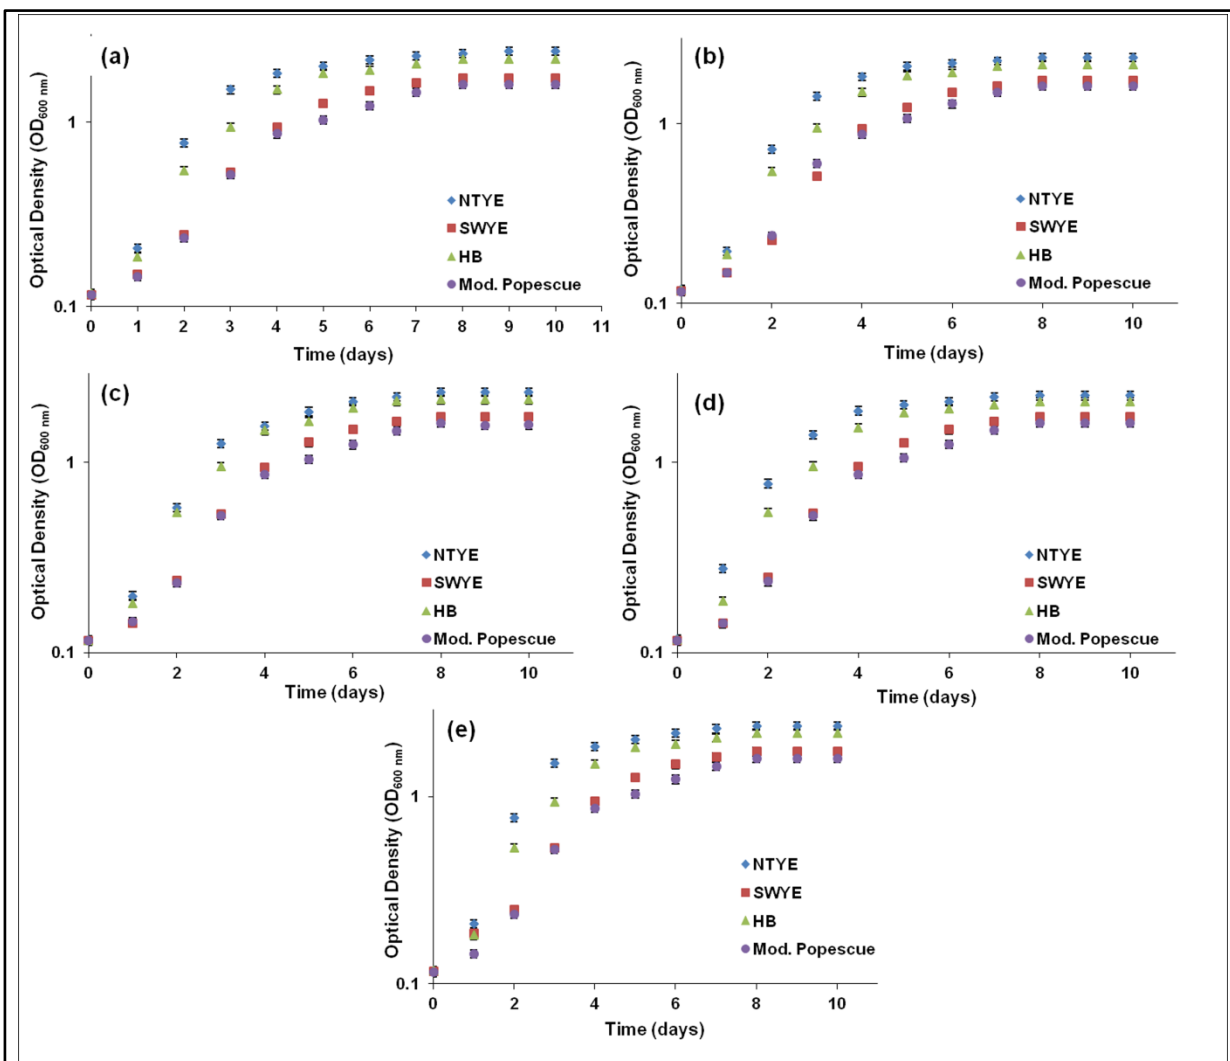 (a)
Optical Density (OD600 nm)
1
0.1
NTYE
SWYE
HB
Mod. Popescue
0 1 2 3 4 5 6 7 8 9 10 11
Time (days)
(b)
Optical Density (OD600 nm)
1
0.1
NTYE
SWYE
HB
Mod. Popescue
0 2 4 6 8 10
Time (days)
(c)
Optical Density (OD600 nm)
1
0.1
NTYE
SWYE
HB
Mod. Popescue
0 2 4 6 8 10
Time (days)
(d)
Optical Density (OD600 nm)
1
0.1
NTYE
SWYE
HB
Mod. Popescue
0 2 4 6 8 10
Time (days)
(e)
Optical Density (OD600 nm)
1
0.1
NTYE
SWYE
HB
Mod. Popescue
0 2 4 6 8 10
Time (days)